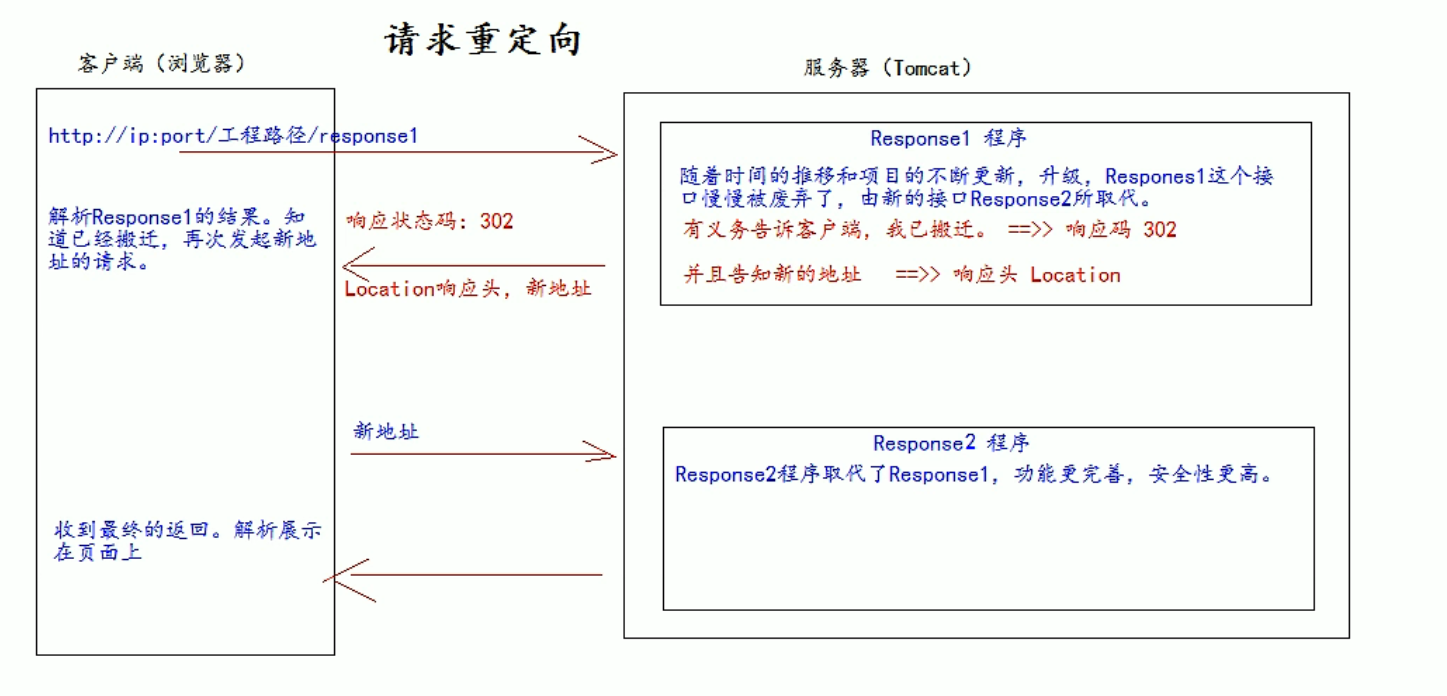 请求重定向
客户端（浏览器）
服务器（Tomcat）
http://ip:port/工程路径/response1
Response1 程序
随着时间的推移和项目的不断更新，升级，Respones1这个接
口慢慢被废弃了，由新的接口Response2所取代。
有义务告诉客户端，我已搬迁。 ==>> 响应码 302
并且告知新的地址 ==>> 响应头 Location
响应状态码：302
Location响应头，新地址
解析Response1的结果。知
道已经搬迁，再次发起新地
址的请求。
新地址
Response2 程序
Response2程序取代了Response1，功能更完善，安全性更高。
收到最终的返回。解析展示
在页面上